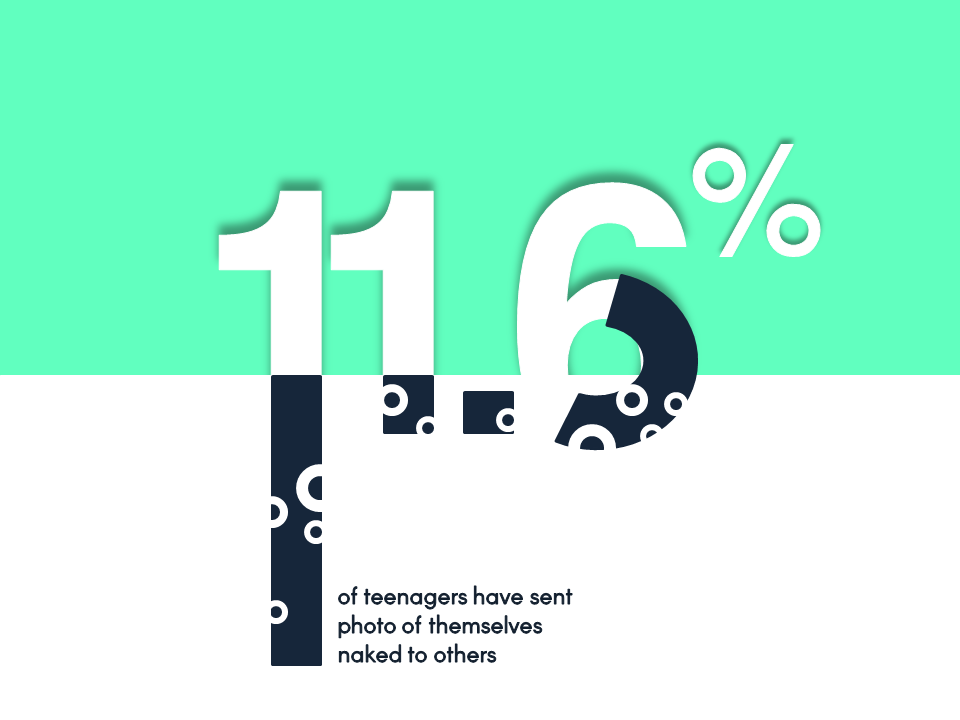 11.6%
of teenagers have sent
photo of themselves
naked to others